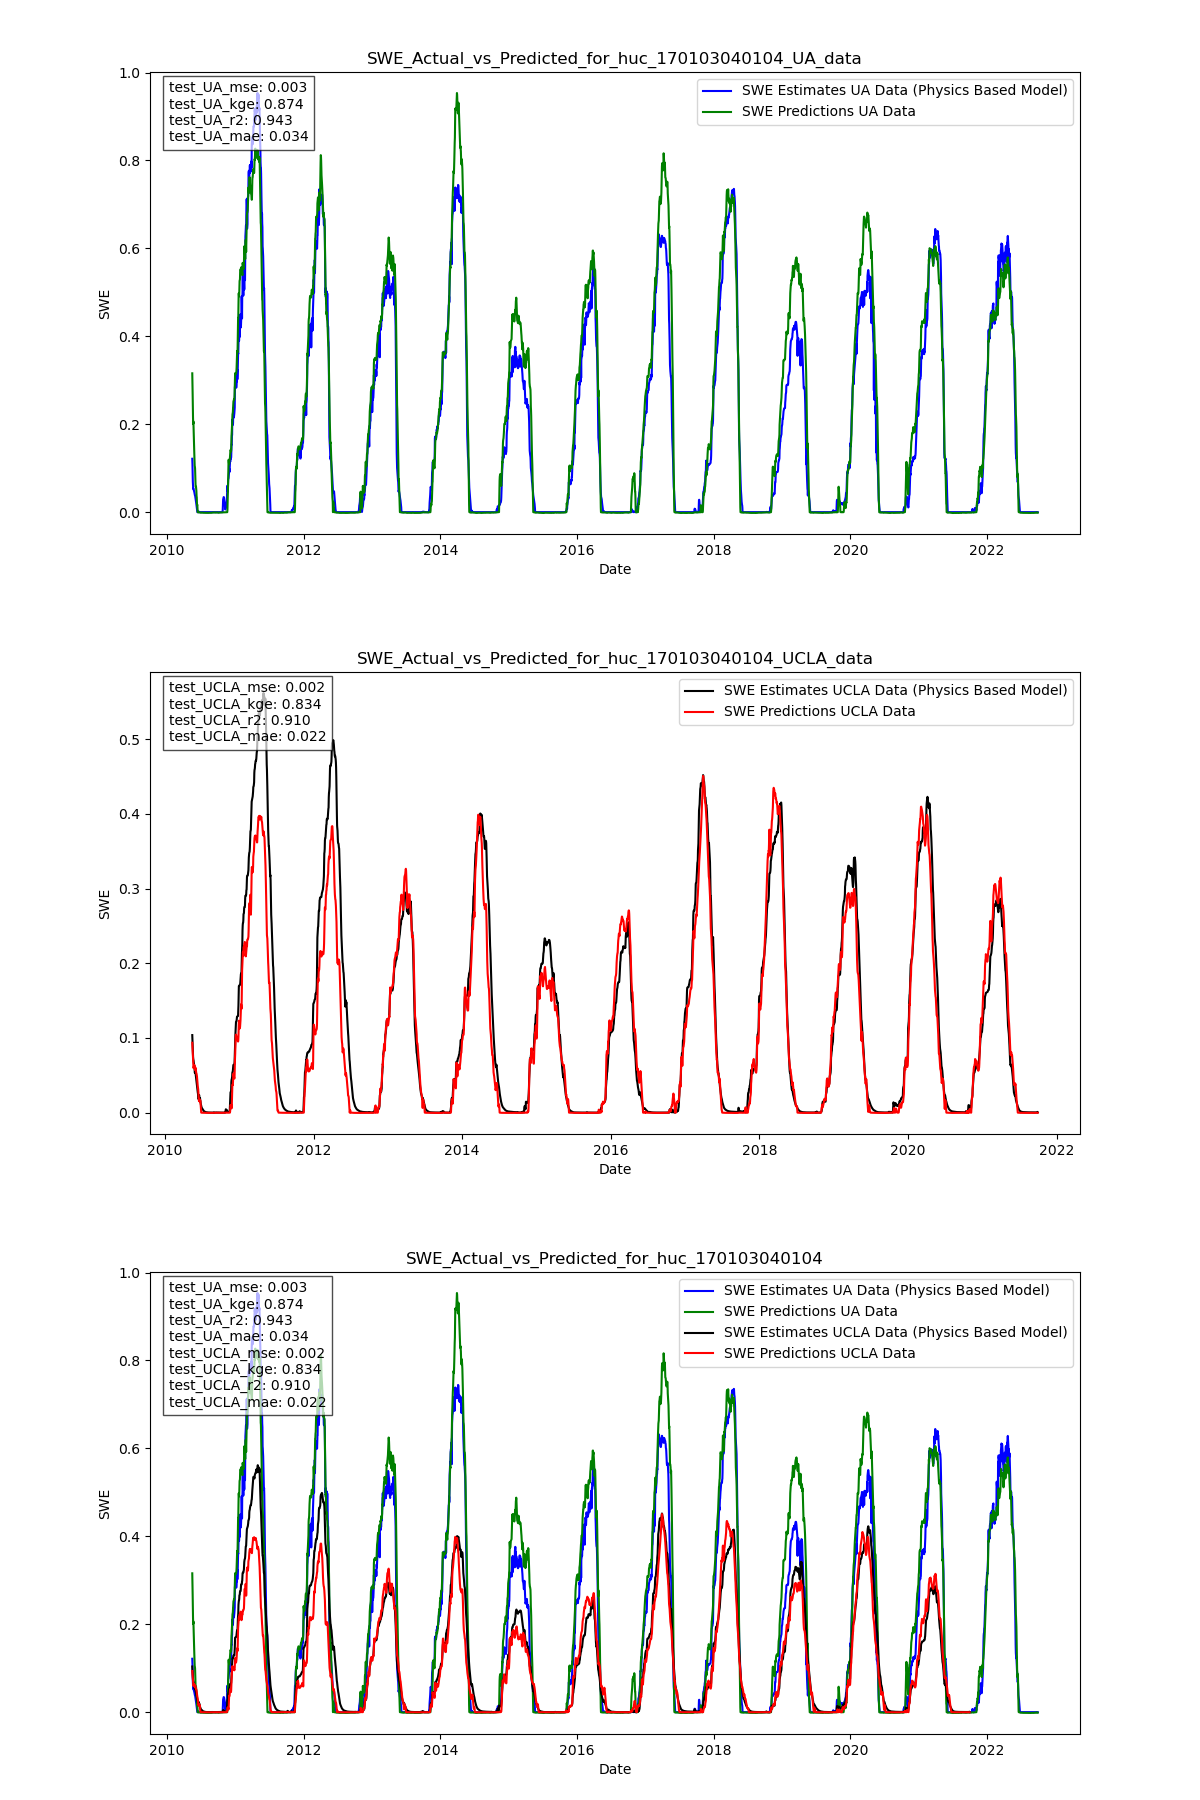 SWE_Actual_vs_Predicted_for_huc_170103040104_UA_data
test_UA_mse: 0.003
test_UA_kge: 0.874
test_UA_r2: 0.943
test_UA_mae: 0.034
SWE Estimates UA Data (Physics Based Model)
SWE Predictions UA Data
1.0
0.8
0.6
0.4
0.2
0.0
SWE
2010
2012
2014
2016
2018
2020
2022
Date
SWE_Actual_vs_Predicted_for_huc_170103040104_UCLA_data
test_UCLA_mse: 0.002
test_UCLA_kge: 0.834
test_UCLA_r2: 0.910
test_UCLA_mae: 0.022
SWE Estimates UCLA Data (Physics Based Model)
SWE Predictions UCLA Data
0.5
0.4
0.3
0.2
0.1
0.0
SWE
2010
2012
2014
2016
2018
2020
2022
Date
SWE_Actual_vs_Predicted_for_huc_170103040104
test_UA_mse: 0.003
test_UA_kge: 0.874
test_UA_r2: 0.943
test_UA_mae: 0.034
test_UCLA_mse: 0.002
test_UCLA_kge: 0.834
test_UCLA_r2: 0.910
test_UCLA_mae: 0.022
SWE Estimates UA Data (Physics Based Model)
SWE Predictions UA Data
SWE Estimates UCLA Data (Physics Based Model)
SWE Predictions UCLA Data
1.0
0.8
0.6
0.4
0.2
0.0
SWE
2010
2012
2014
2016
2018
2020
2022
Date